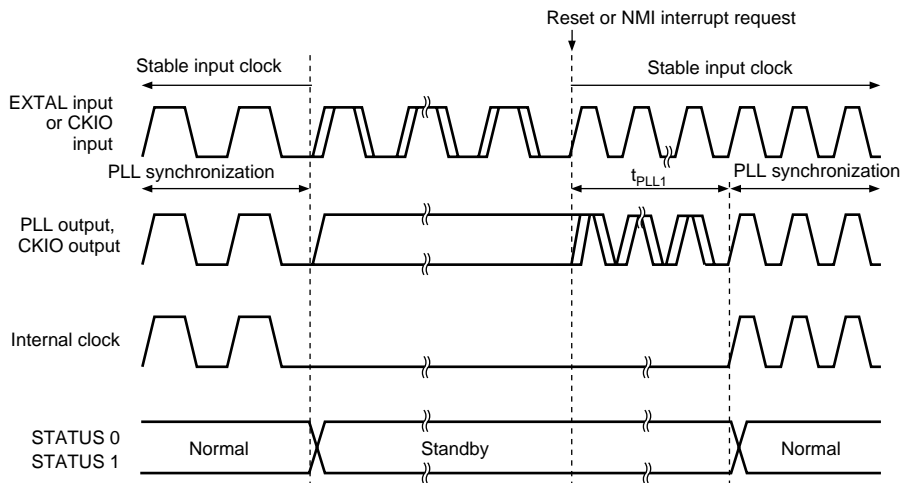 Reset or NMI interrupt request
Stable input clock
Stable input clock
EXTAL input
or CKIO
input
PLL synchronization
tPLL1
PLL synchronization
PLL output,
CKIO output
Internal clock
STATUS 0
STATUS 1
Normal
Standby
Normal